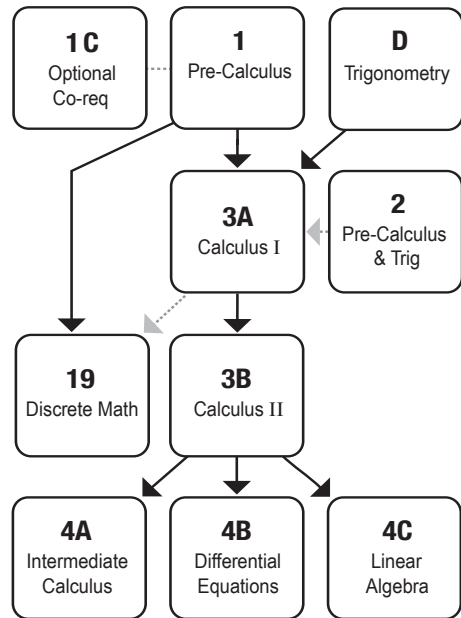 1 C
Optional
Co-req
1
Pre-Calculus
D
Trigonometry
3A
Calculus I
2
Pre-Calculus
& Trig
19
Discrete Math
3B
Calculus II
4A
Intermediate
Calculus
4B
Differential
Equations
4C
Linear
Algebra